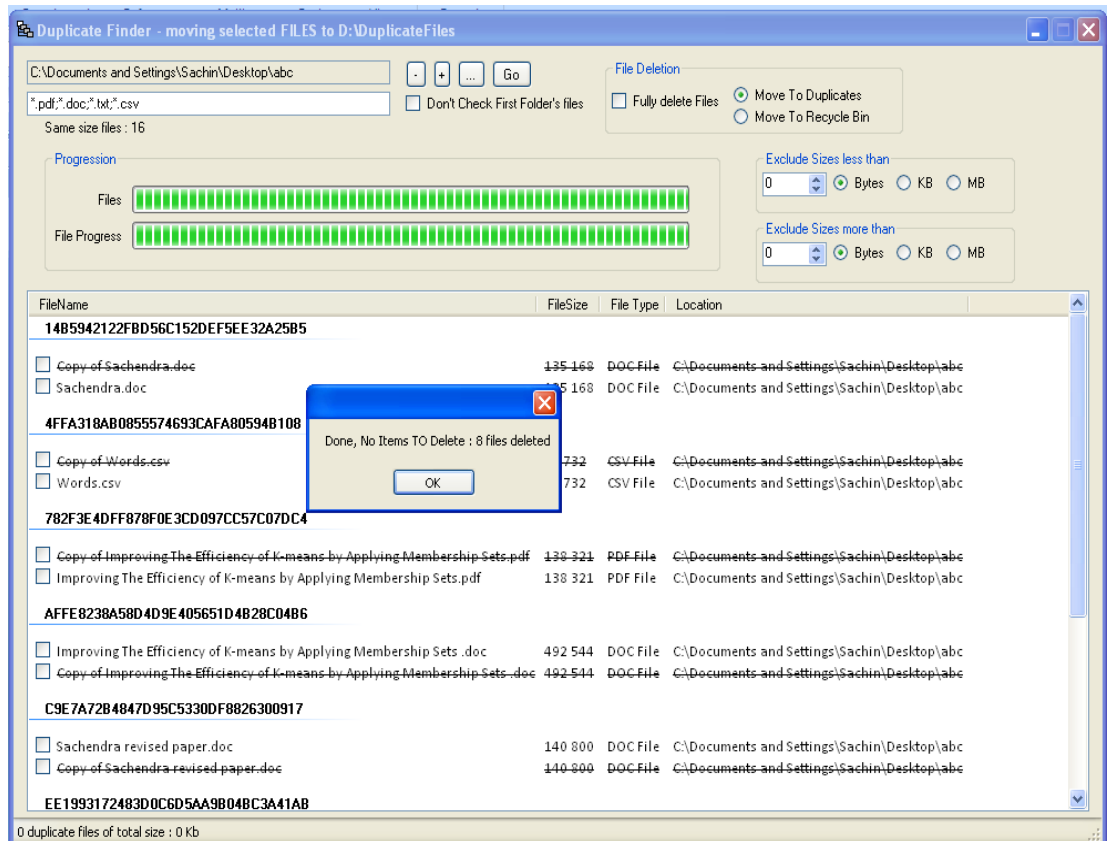 Duplicate Finder - moving selected FILES to D:\DuplicateFiles
C:\Documents and Settings\Sachin\Desktop\abc
- + ... Go
*.pdf;*.doc;*.txt;*.csv
Don't Check First Folder's files
Same size files : 16
File Deletion
Fully delete Files
Move To Duplicates
Move To Recycle Bin
Progression
Files
File Progress
Exclude Sizes less than
0 Bytes KB MB
Exclude Sizes more than
0 Bytes KB MB
FileName FileSize File Type Location
14B5942122FBD56C152DEF5EE32A25B5
Copy of Sachendra.doc 135 168 DOC File C:\Documents and Settings\Sachin\Desktop\abc
Sachendra.doc 5 168 DOC File C:\Documents and Settings\Sachin\Desktop\abc
4FFA318AB0855574693CAFA80594B108
Copy of Words.csv 732 CSV File C:\Documents and Settings\Sachin\Desktop\abc
Words.csv 732 CSV File C:\Documents and Settings\Sachin\Desktop\abc
Done, No Items TO Delete : 8 files deleted
OK
782F3E4DFF878F0E3CD097CC57C07DC4
Copy of Improving The Efficiency of K-means by Applying Membership Sets.pdf 138 321 PDF File C:\Documents and Settings\Sachin\Desktop\abc
Improving The Efficiency of K-means by Applying Membership Sets.pdf 138 321 PDF File C:\Documents and Settings\Sachin\Desktop\abc
AFFE8238A58D4D9E405651D4B28C04B6
Improving The Efficiency of K-means by Applying Membership Sets .doc 492 544 DOC File C:\Documents and Settings\Sachin\Desktop\abc
Copy of Improving The Efficiency of K-means by Applying Membership Sets .doc 492 544 DOC File C:\Documents and Settings\Sachin\Desktop\abc
C9E7A72B4847D95C5330DF8826300917
Sachendra revised paper.doc 140 800 DOC File C:\Documents and Settings\Sachin\Desktop\abc
Copy of Sachendra revised paper.doc 140 800 DOC File C:\Documents and Settings\Sachin\Desktop\abc
EE1993172483D0C6D5AA9B04BC3A41AB
0 duplicate files of total size : 0 Kb